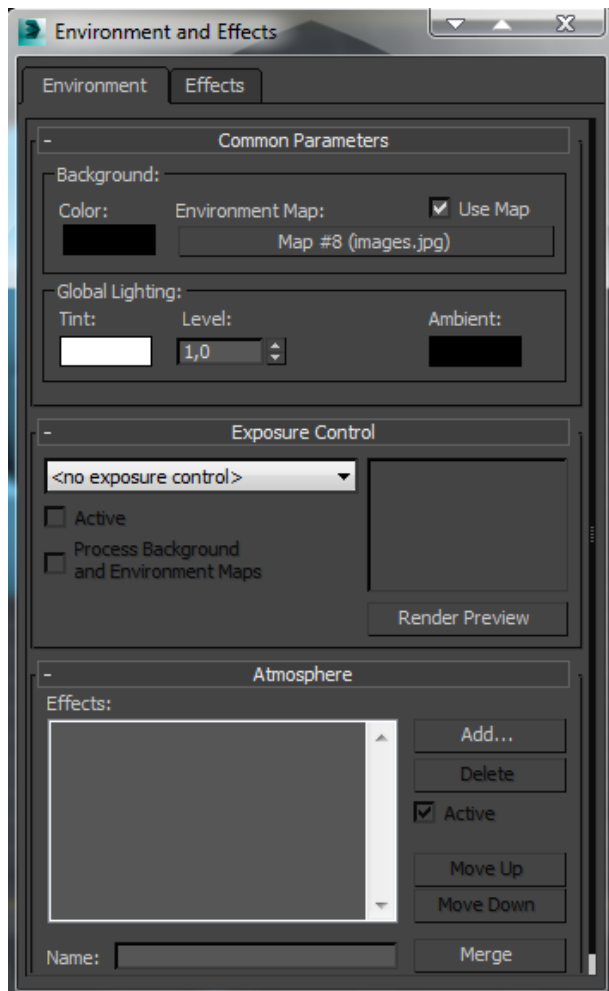 Environment and Effects
Environment Effects
- Common Parameters
Background:
Color: Environment Map: Use Map
Map #8 (images.jpg)
Global Lighting:
Tint: Level: Ambient:
1,0
- Exposure Control
<no exposure control>
Active
Process Background
and Environment Maps
Render Preview
- Atmosphere
Effects:
Add...
Delete
Active
Move Up
Move Down
Name: Merge